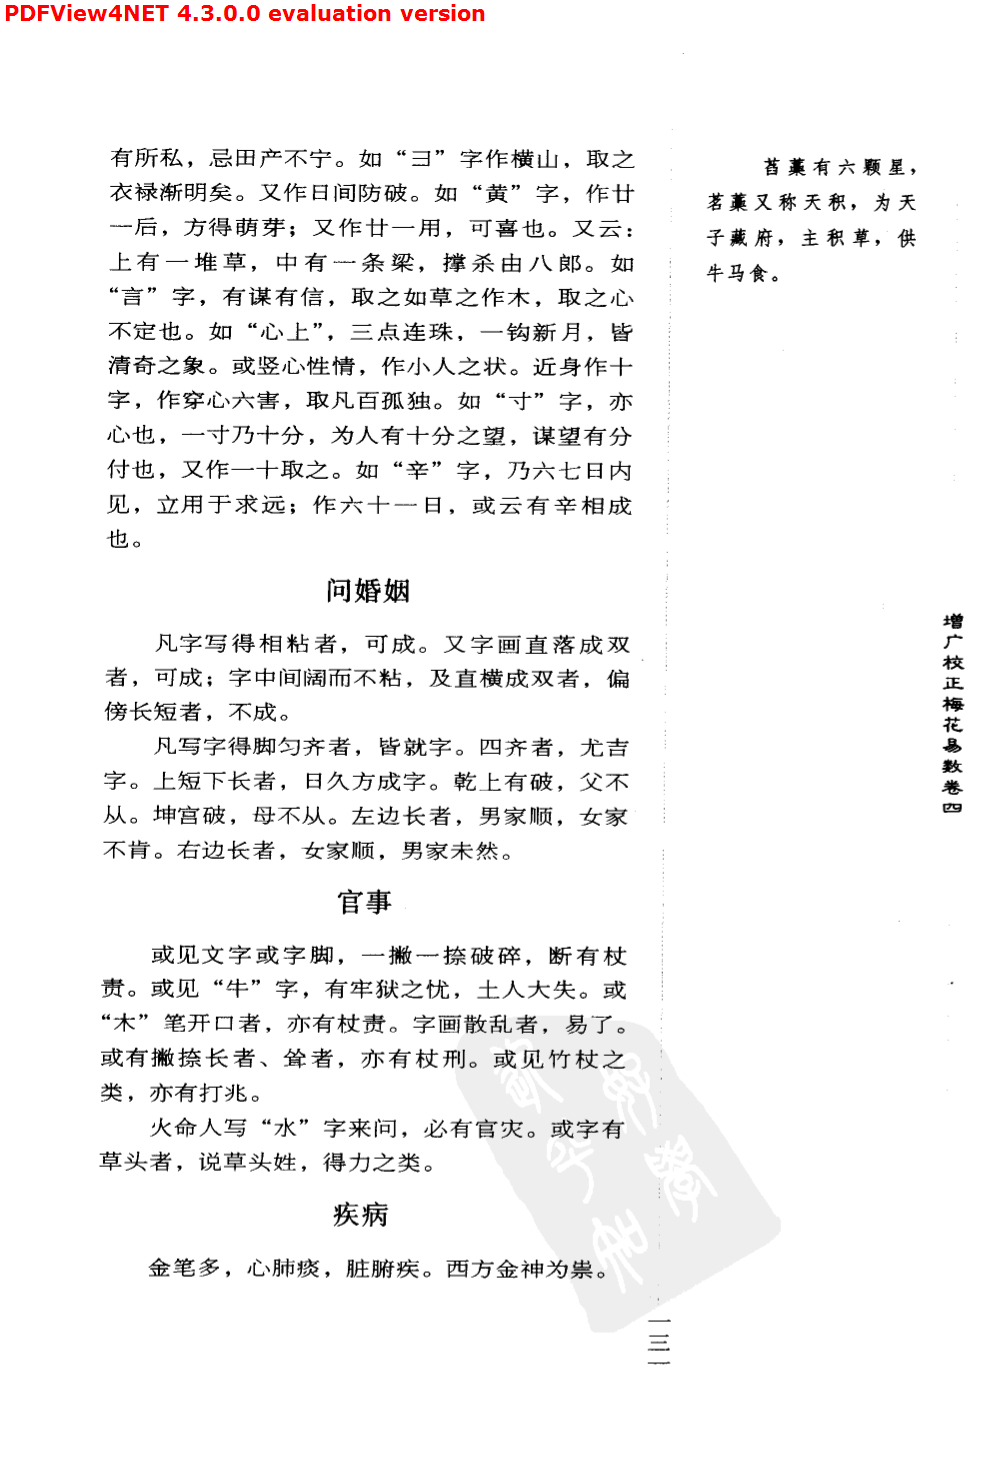 PDFView4NET 4.3.0.0 evaluation version
有所私，忌田产不宁。如“彐”字作横山，取之
衣禄渐明矣。又作日间防破。如“黄”字，作廿
一后，方得萌芽；又作廿一用，可喜也。又云：
上有一堆草，中有一条梁，撑杀由八郎。如
“言”字，有谋有信，取之如草之作木，取之心
不定也。如“心上”，三点连珠，一钩新月，皆
清奇之象。或竖心性情，作小人之状。近身作十
字，作穿心六害，取凡百孤独。如“寸”字，亦
心也，一寸乃十分，为人有十分之望，谋望有分
付也，又作一十取之。如“辛”字，乃六七日内
见，立用于求远；作六十一日，或云有辛相成
也。
问婚姻
凡字写得相粘者，可成。又字画直落成双
者，可成；字中间阔而不粘，及直横成双者，偏
傍长短者，不成。
凡写字得脚匀齐者，皆就字。四齐者，尤吉
字。上短下长者，日久方成字。乾上有破，父不
从。坤宫破，母不从。左边长者，男家顺，女家
不肯。右边长者，女家顺，男家未然。
官事
或见文字或字脚，一撇一捺破碎，断有杖
责。或见“牛”字，有牢狱之忧，土人大失。或
“木”笔开口者，亦有杖责。字画散乱者，易了。
或有撇捺长者、耸者，亦有杖刑。或见竹杖之
类，亦有打兆。
火命人写“水”字来问，必有官灾。或字有
草头者，说草头姓，得力之类。
疾病
金笔多，心肺痰，脏腑疾。西方金神为祟。
苕藁有六颗星，
茗藁又称天积，为天
子藏府，主积草，供
牛马食。
增广校正梅花易数卷四
一三一